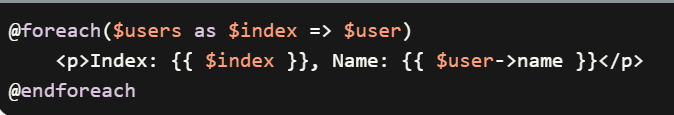 @foreach($users as $index => $user)
    <p>Index: {{ $index }}, Name: {{ $user->name }}</p>
@endforeach